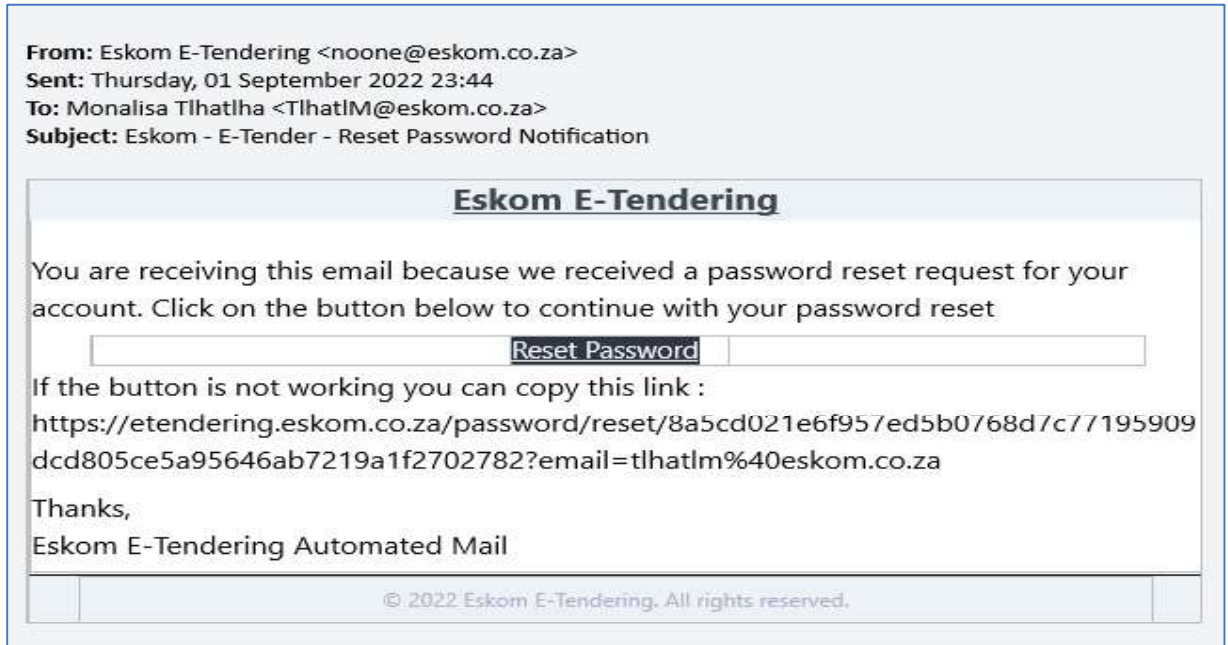 From: Eskom E-Tendering <noone@eskom.co.za>
Sent: Thursday, 01 September 2022 23:44
To: Monalisa Tlhatlha <TlhatlM@eskom.co.za>
Subject: Eskom - E-Tender - Reset Password Notification
Eskom E-Tendering
You are receiving this email because we received a password reset request for your
account. Click on the button below to continue with your password reset
Reset Password
If the button is not working you can copy this link :
https://etendering.eskom.co.za/password/reset/8a5cd021e6f957ed5b0768d7c77195909
dcd805ce5a95646ab7219a1f2702782?email=tlhatlm%40eskom.co.za
Thanks,
Eskom E-Tendering Automated Mail
© 2022 Eskom E-Tendering. All rights reserved.